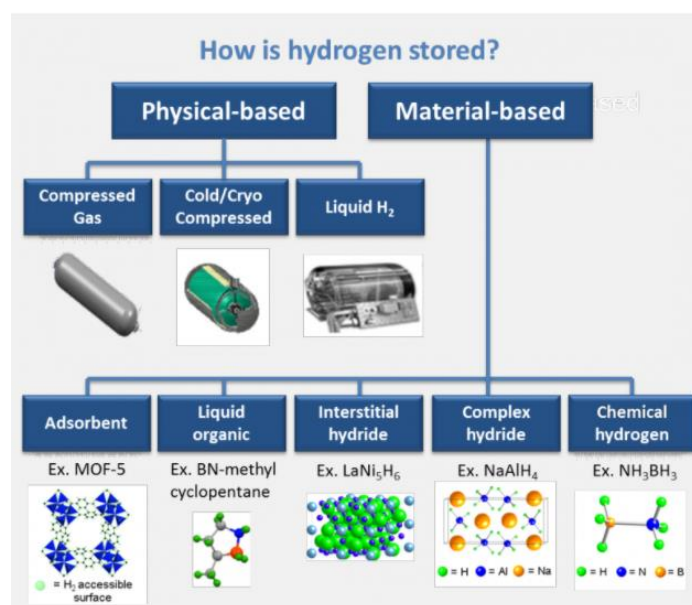 How is hydrogen stored?
Physical-based
Material-based
Compressed
Gas
Cold/Cryo
Compressed
Liquid H₂
Adsorbent
Liquid
organic
Interstitial
hydride
Complex
hydride
Chemical
hydrogen
Ex. MOF-5
Ex. BN-methyl
cyclopentane
Ex. LaNi₅H₆
Ex. NaAlH₄
Ex. NH₃BH₃
= H₂ accessible
surface
= H = Al = Na
= H = N = B